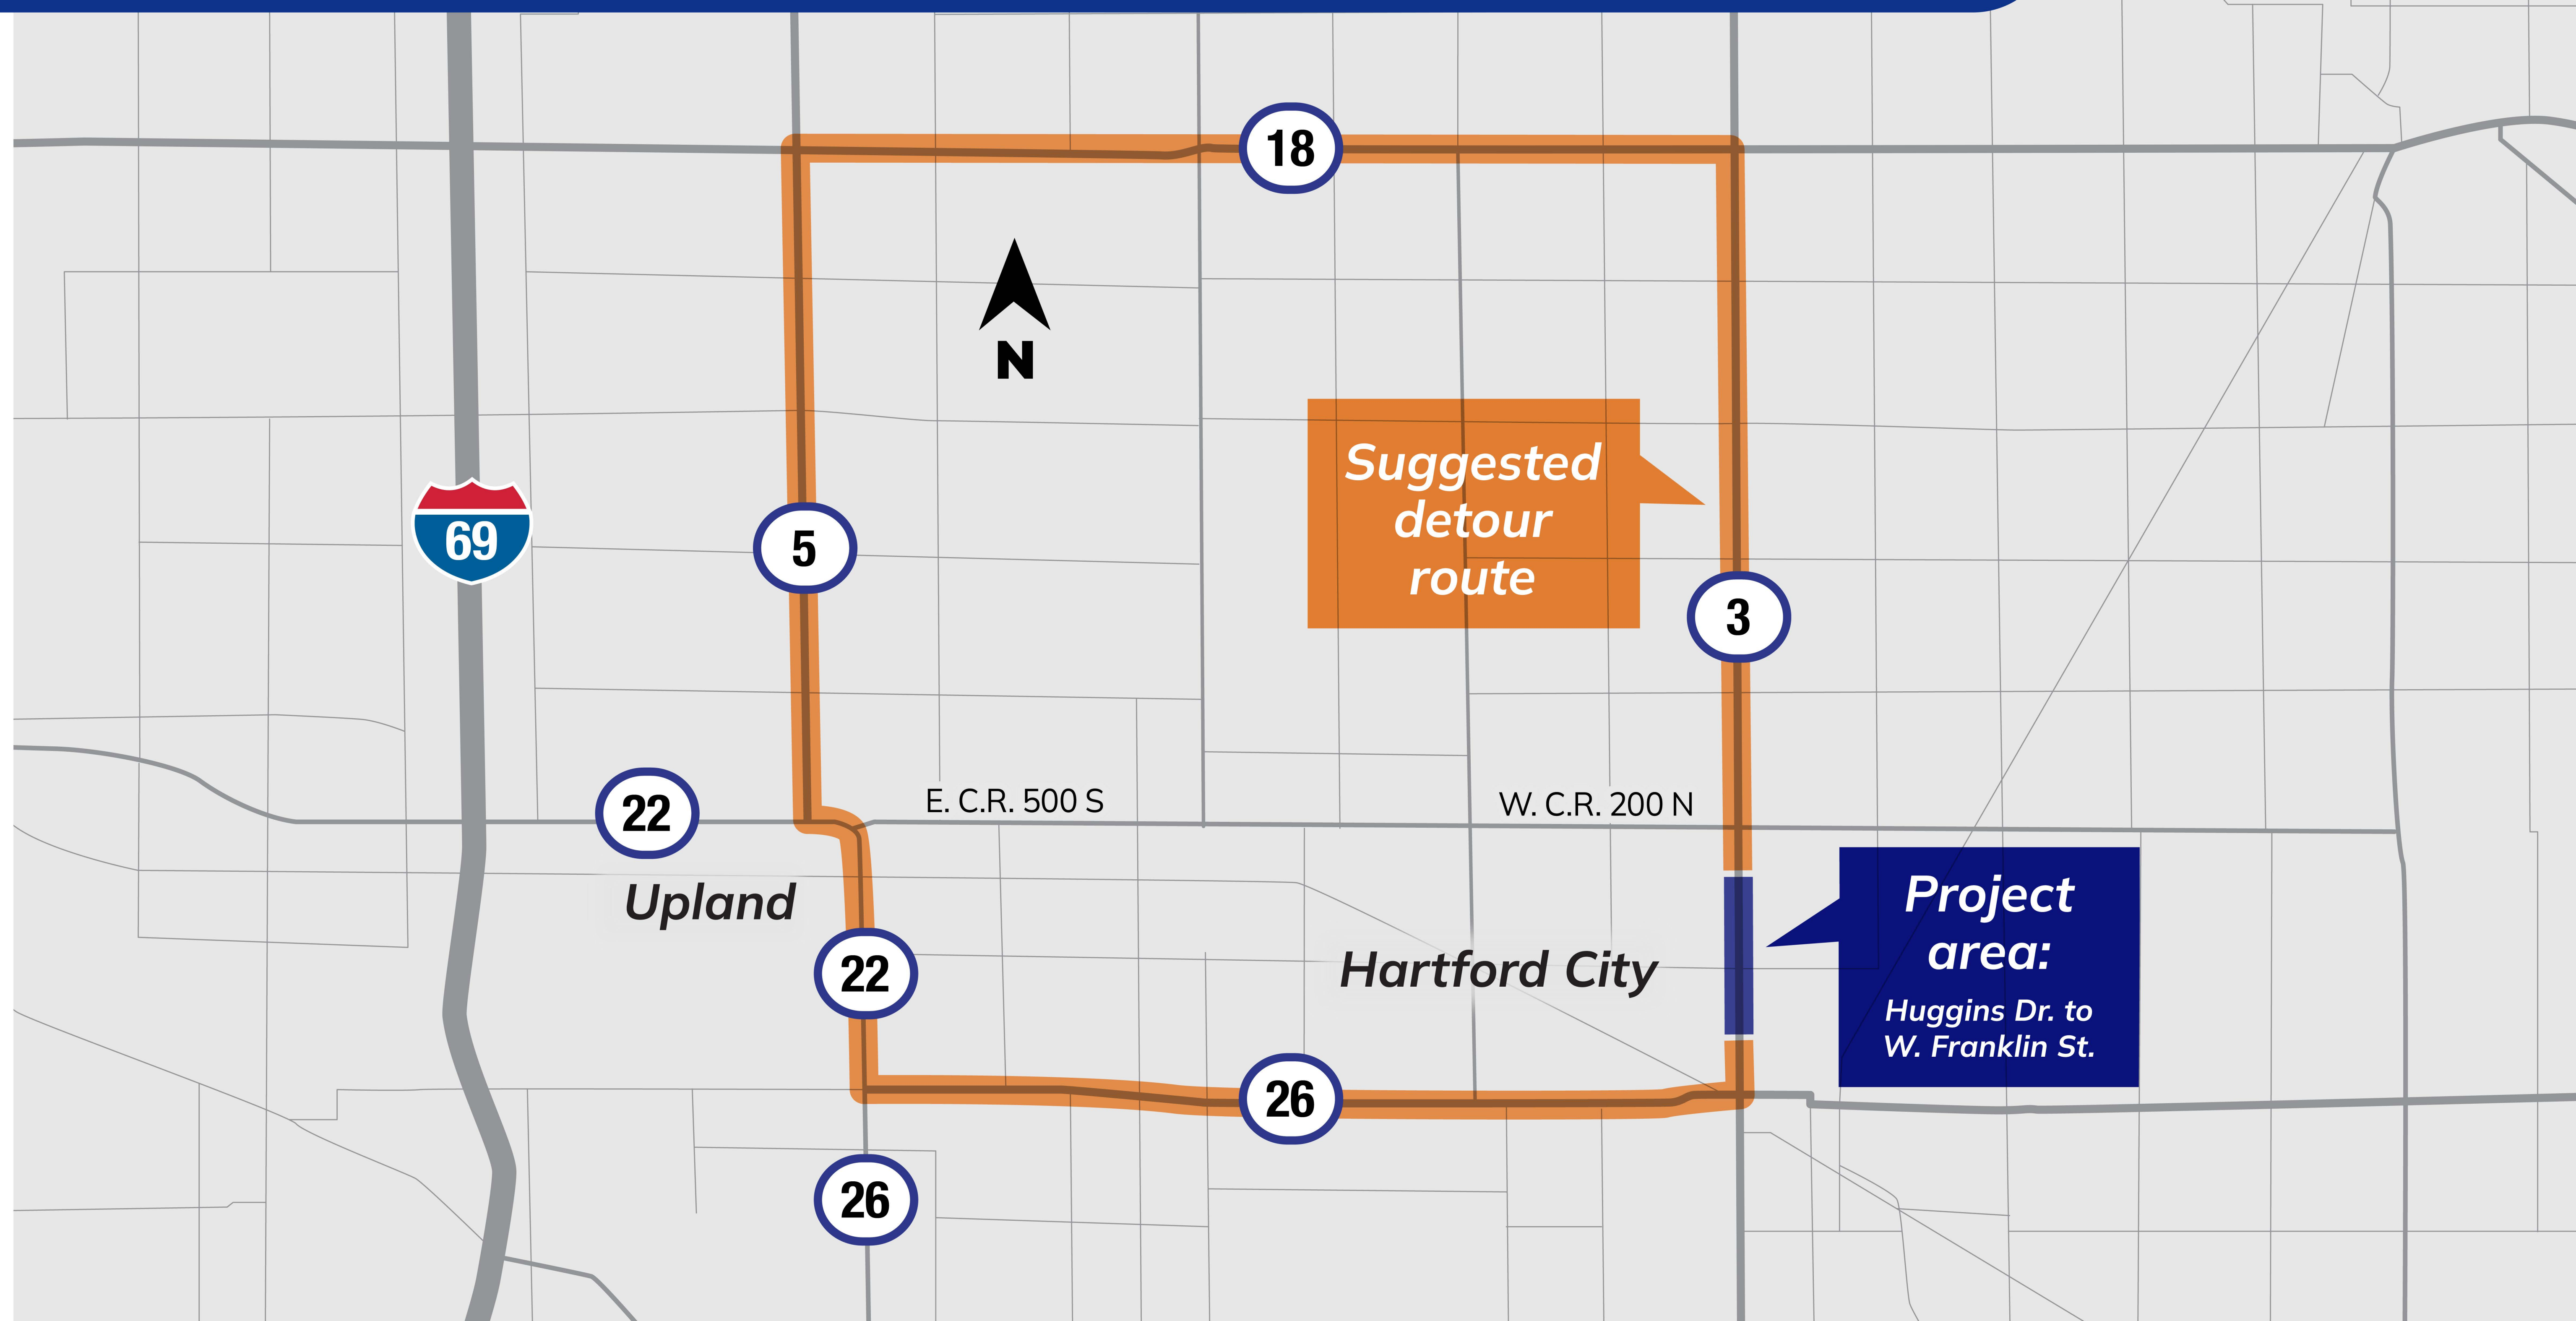 18
N
Suggested
detour
route
69
5
3
22
E. C.R. 500 S
W. C.R. 200 N
Upland
Project
area:
Huggins Dr. to
W. Franklin St.
22
Hartford City
26
26